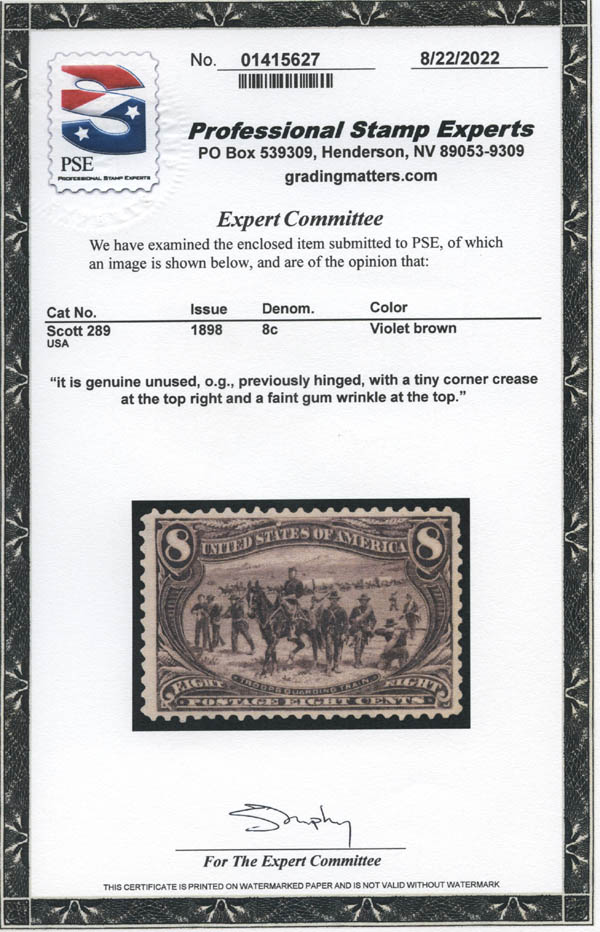 No. 01415627 8/22/2022
PSE
PROFESSIONAL STAMP EXPERTS
Professional Stamp Experts
PO Box 539309, Henderson, NV 89053-9309
gradingmatters.com
Expert Committee
We have examined the enclosed item submitted to PSE, of which
an image is shown below, and are of the opinion that:
Cat No. Issue Denom. Color
Scott 289 1898 8c Violet brown
USA
“it is genuine unused, o.g., previously hinged, with a tiny corner crease
at the top right and a faint gum wrinkle at the top.”
8 UNITED STATES OF AMERICA 8
TROOPS GUARDING TRAIN
EIGHT EIGHT
POSTAGE EIGHT CENTS
For The Expert Committee
THIS CERTIFICATE IS PRINTED ON WATERMARKED PAPER AND IS NOT VALID WITHOUT WATERMARK